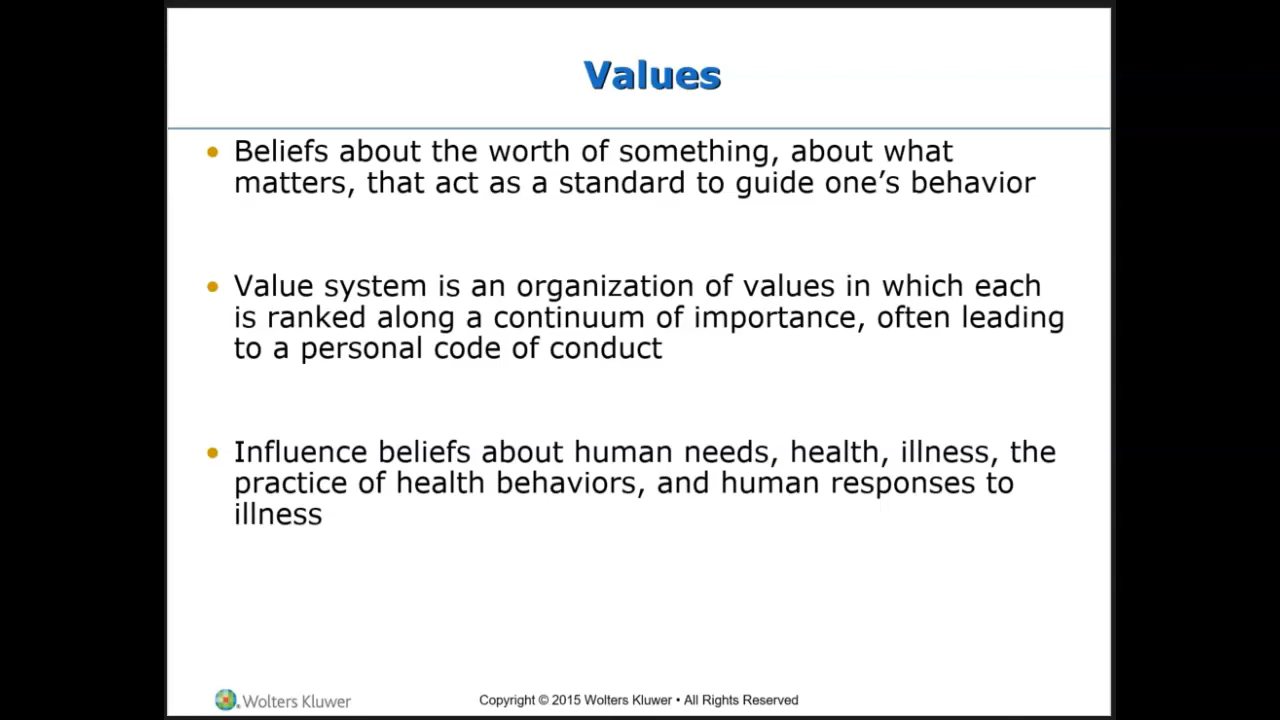 Values
• Beliefs about the worth of something, about what
matters, that act as a standard to guide one’s behavior
• Value system is an organization of values in which each
is ranked along a continuum of importance, often leading
to a personal code of conduct
• Influence beliefs about human needs, health, illness, the
practice of health behaviors, and human responses to
illness
Wolters Kluwer
Copyright © 2015 Wolters Kluwer • All Rights Reserved